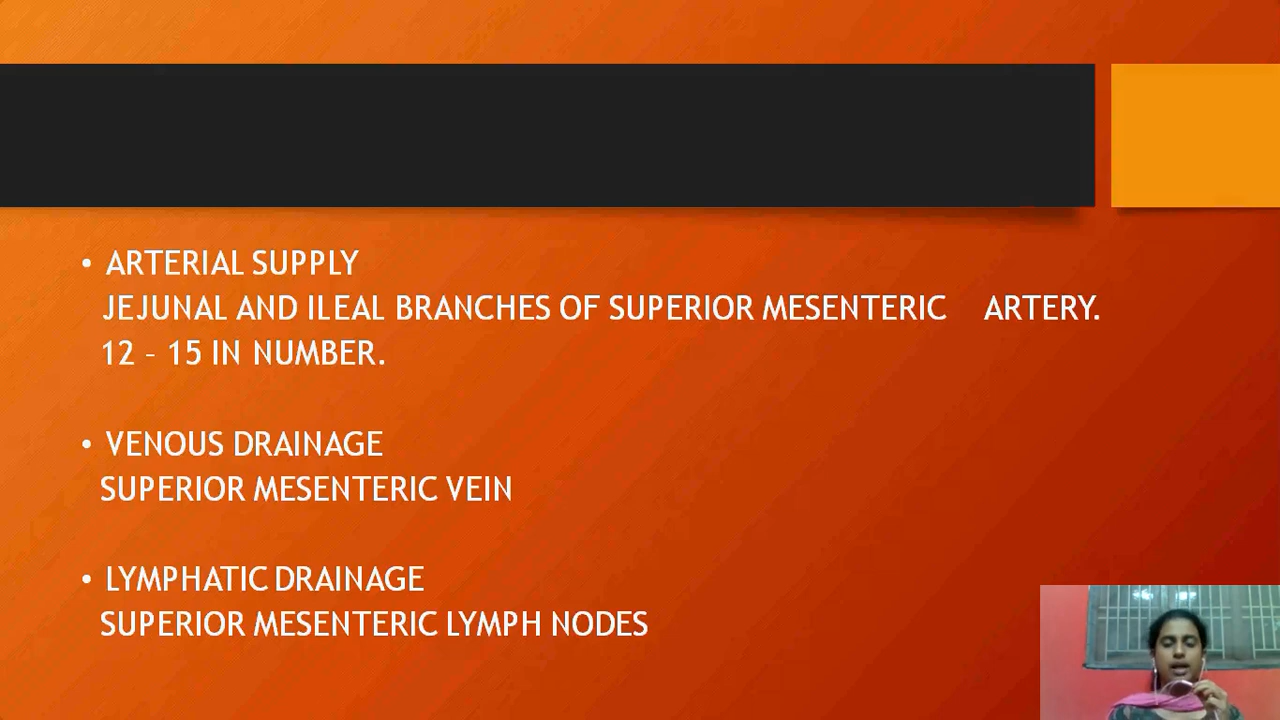 • ARTERIAL SUPPLY
JEJUNAL AND ILEAL BRANCHES OF SUPERIOR MESENTERIC ARTERY.
12 – 15 IN NUMBER.
• VENOUS DRAINAGE
SUPERIOR MESENTERIC VEIN
• LYMPHATIC DRAINAGE
SUPERIOR MESENTERIC LYMPH NODES